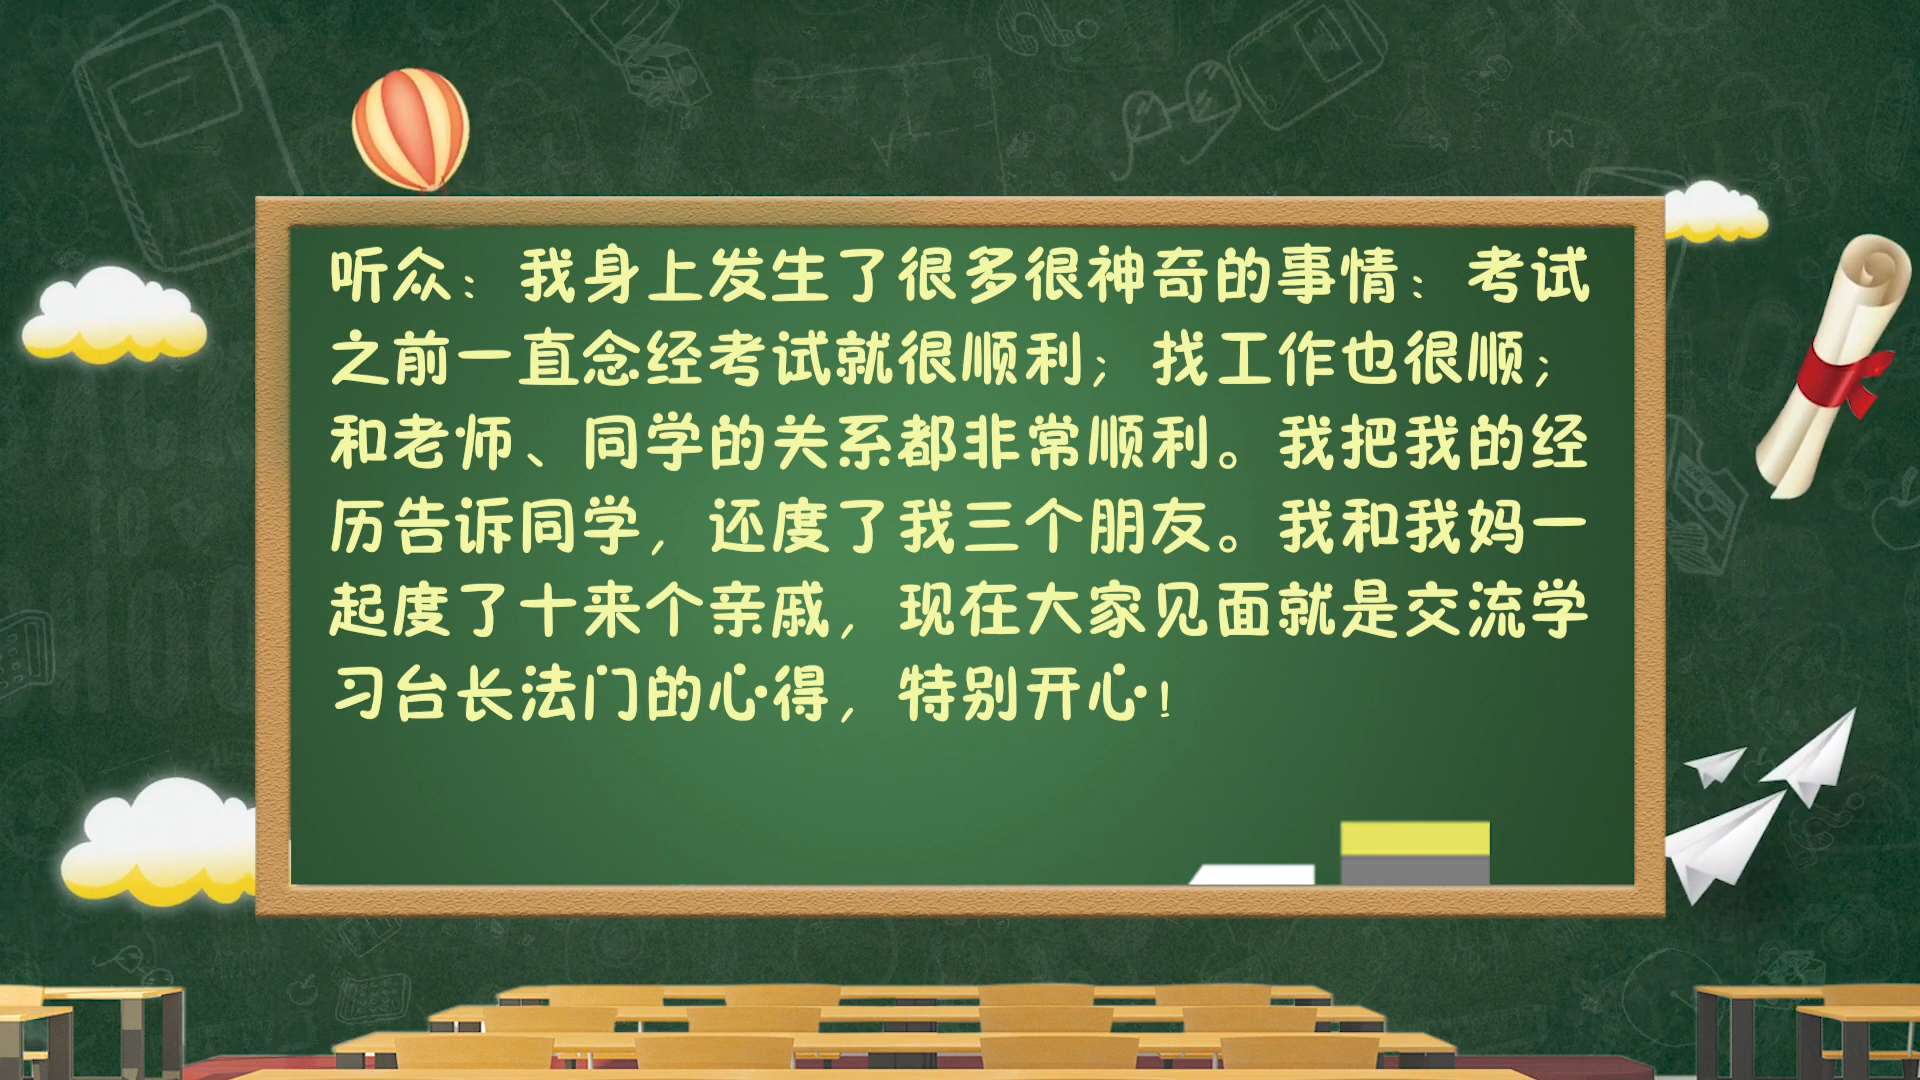 听众：我身上发生了很多很神奇的事情：考试
之前一直念经考试就很顺利；找工作也很顺；
和老师、同学的关系都非常顺利。我把我的经
历告诉同学，还度了我三个朋友。我和我妈一
起度了十来个亲戚，现在大家见面就是交流学
习台长法门的心得，特别开心！